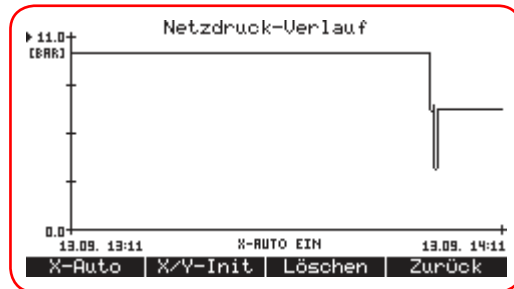 Netzdruck-Verlauf
11.0
[BAR]
0.0
13.09. 13:11 X-AUTO EIN 13.09. 14:11
X-Auto X/Y-Init Löschen Zurück